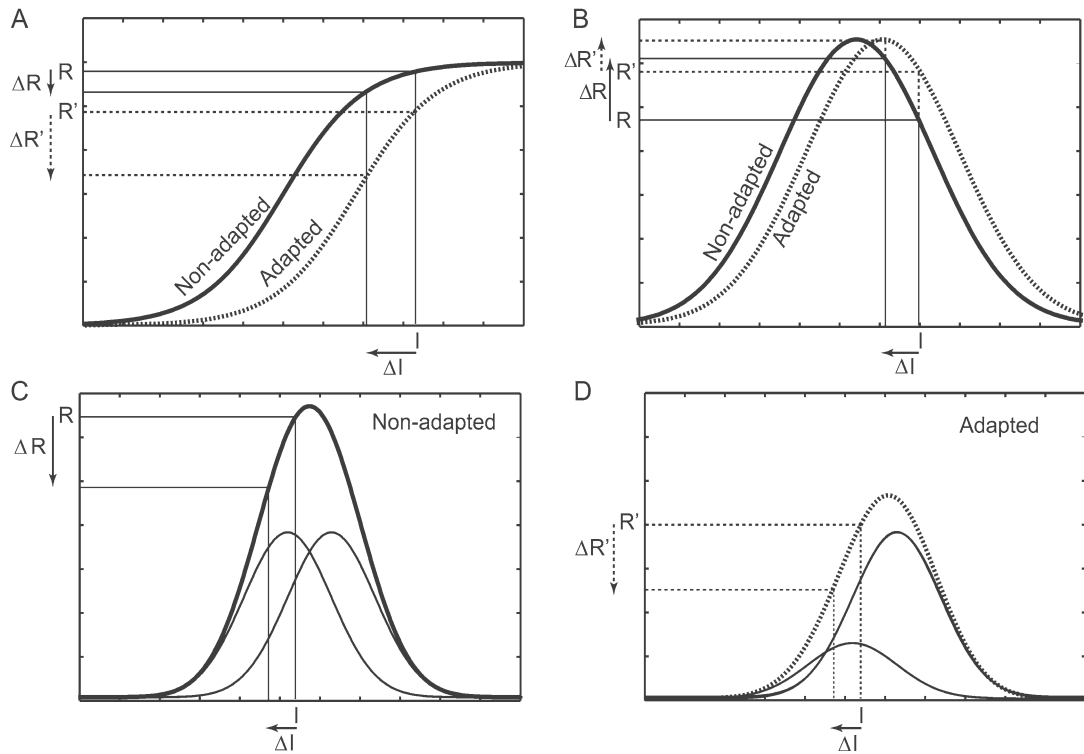 A
R
ΔR
R'
ΔR'
Non-adapted
Adapted
I
ΔI
B
ΔR'
R'
ΔR
R
Non-adapted
Adapted
I
ΔI
C
R
ΔR
Non-adapted
I
ΔI
D
Adapted
R'
ΔR'
I
ΔI